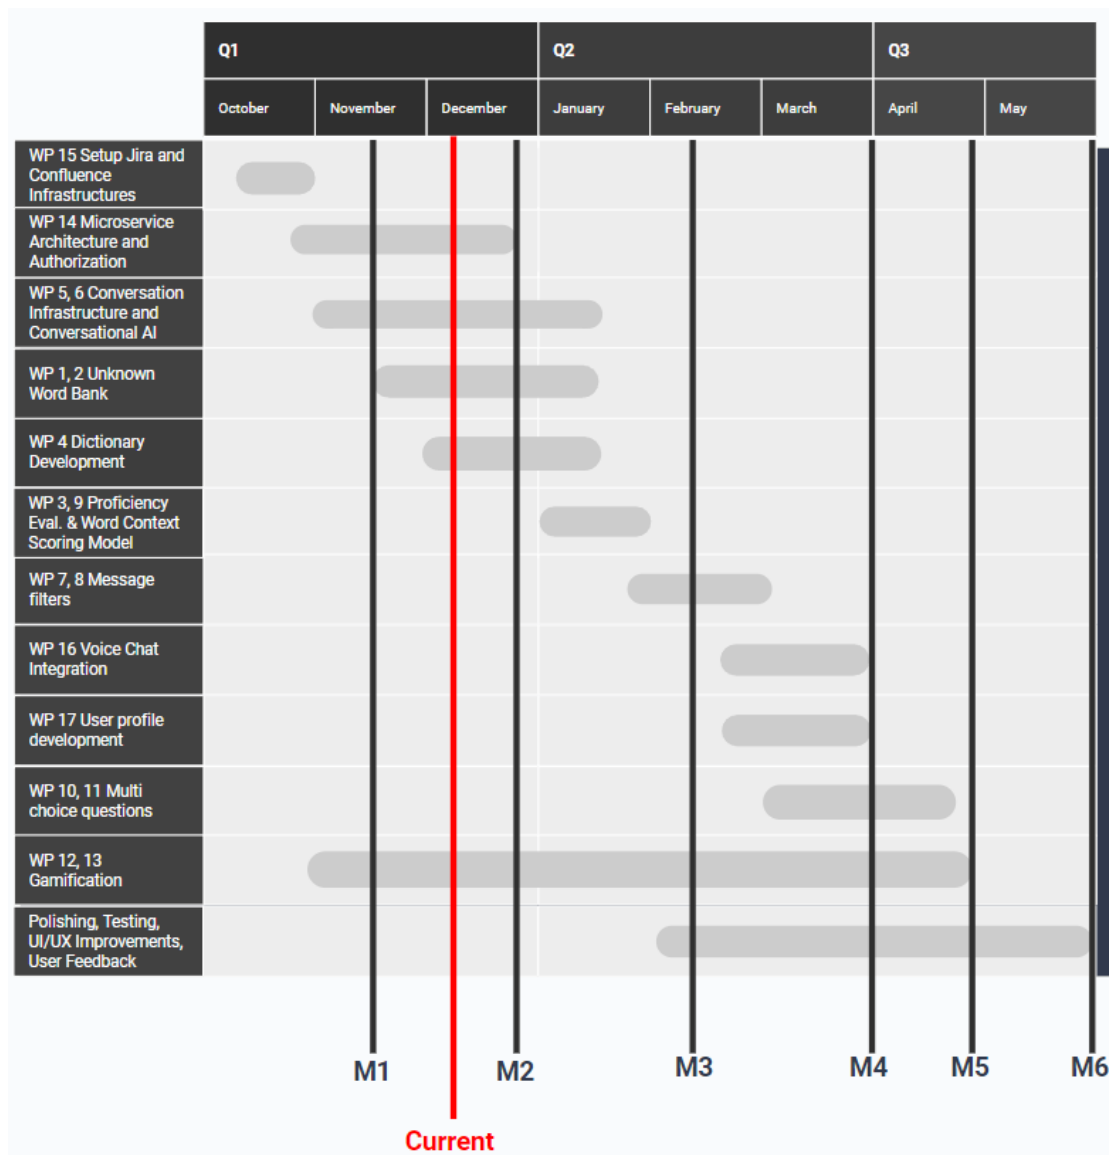 Q1
Q2
Q3
October
November
December
January
February
March
April
May
WP 15 Setup Jira and
Confluence
Infrastructures
WP 14 Microservice
Architecture and
Authorization
WP 5, 6 Conversation
Infrastructure and
Conversational AI
WP 1, 2 Unknown
Word Bank
WP 4 Dictionary
Development
WP 3, 9 Proficiency
Eval. & Word Context
Scoring Model
WP 7, 8 Message
filters
WP 16 Voice Chat
Integration
WP 17 User profile
development
WP 10, 11 Multi
choice questions
WP 12, 13
Gamification
Polishing, Testing,
UI/UX Improvements,
User Feedback
M1
M2
M3
M4
M5
M6
Current